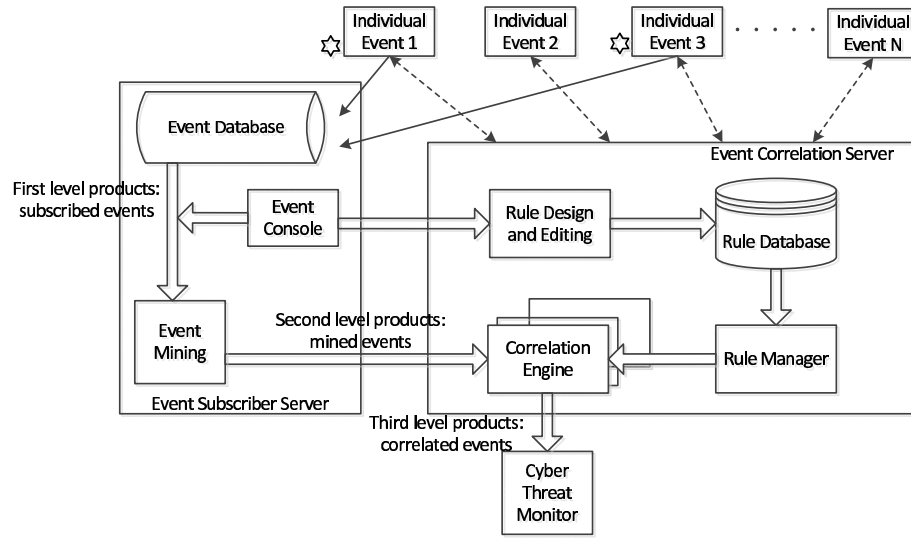 Individual
Event 1
Individual
Event 2
Individual
Event 3
Individual
Event N
Event Database
Event Correlation Server
First level products:
subscribed events
Event
Console
Rule Design
and Editing
Rule Database
Event
Mining
Second level products:
mined events
Correlation
Engine
Rule Manager
Event Subscriber Server
Third level products:
correlated events
Cyber
Threat
Monitor